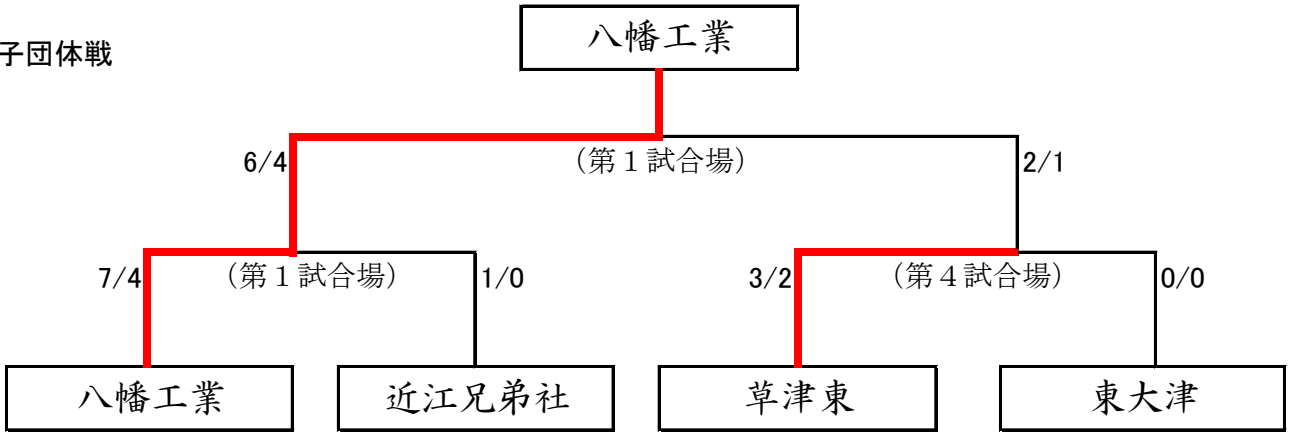 八幡工業
子団体戦
6/4
(第1試合場)
2/1
7/4
(第1試合場)
1/0
3/2
(第4試合場)
0/0
八幡工業
近江兄弟社
草津東
東大津